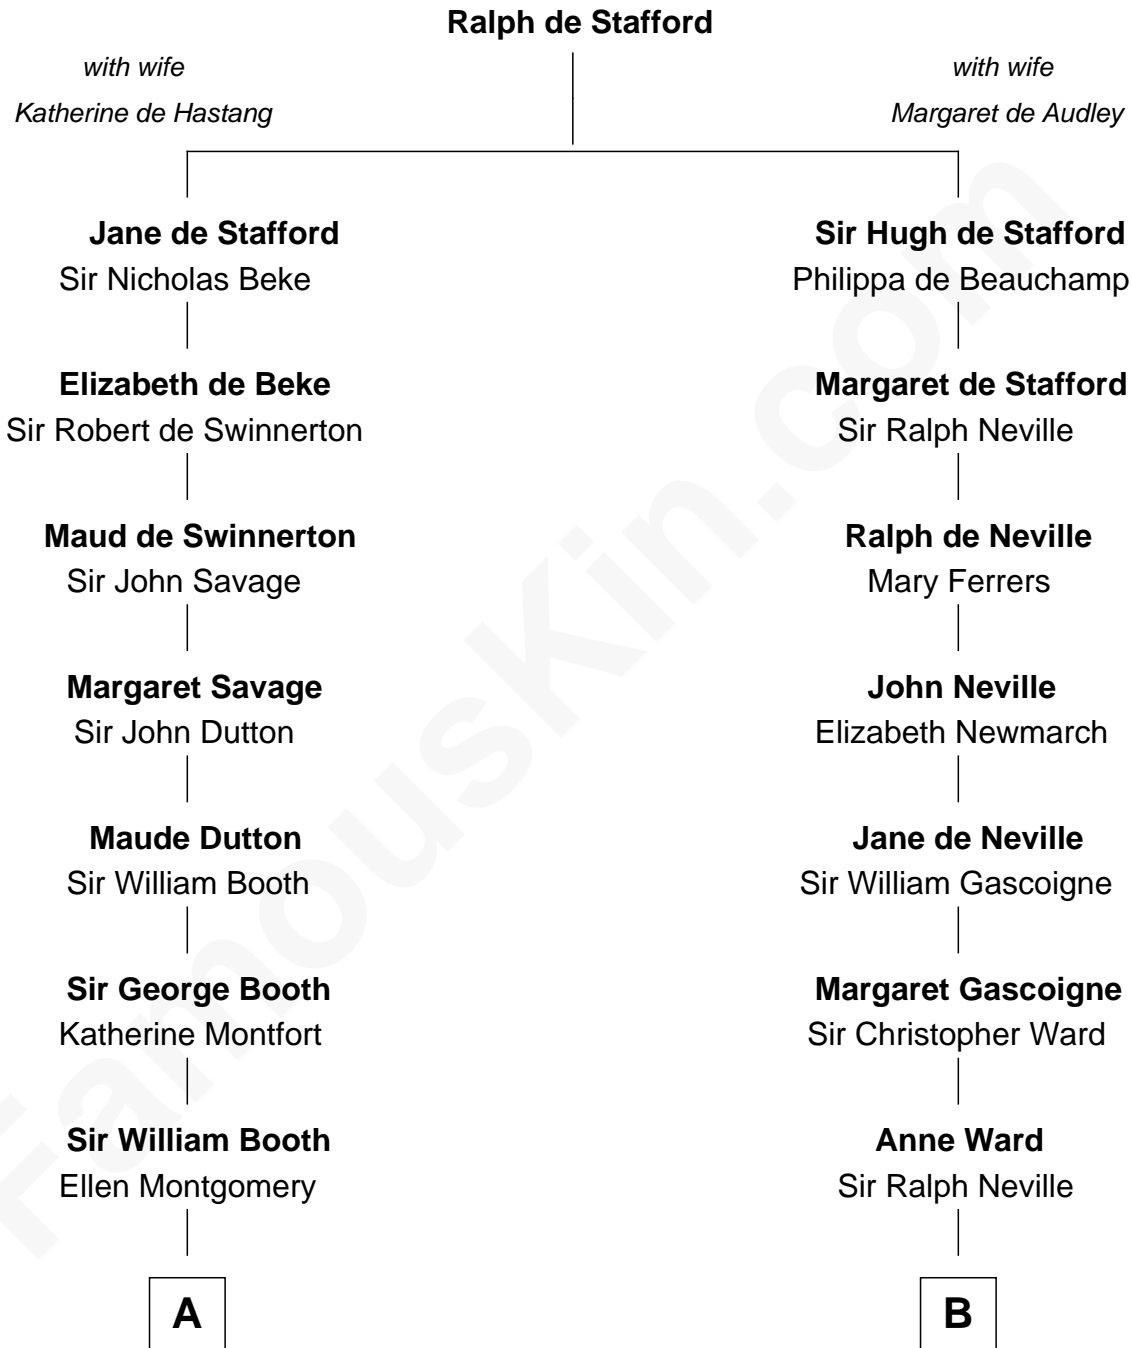 Ralph de Stafford
with wife
Katherine de Hastang
with wife
Margaret de Audley
Jane de Stafford
Sir Nicholas Beke
Elizabeth de Beke
Sir Robert de Swinnerton
Maud de Swinnerton
Sir John Savage
Margaret Savage
Sir John Dutton
Maude Dutton
Sir William Booth
Sir George Booth
Katherine Montfort
Sir William Booth
Ellen Montgomery
A
Sir Hugh de Stafford
Philippa de Beauchamp
Margaret de Stafford
Sir Ralph Neville
Ralph de Neville
Mary Ferrers
John Neville
Elizabeth Newmarch
Jane de Neville
Sir William Gascoigne
Margaret Gascoigne
Sir Christopher Ward
Anne Ward
Sir Ralph Neville
B
FamousKin.com